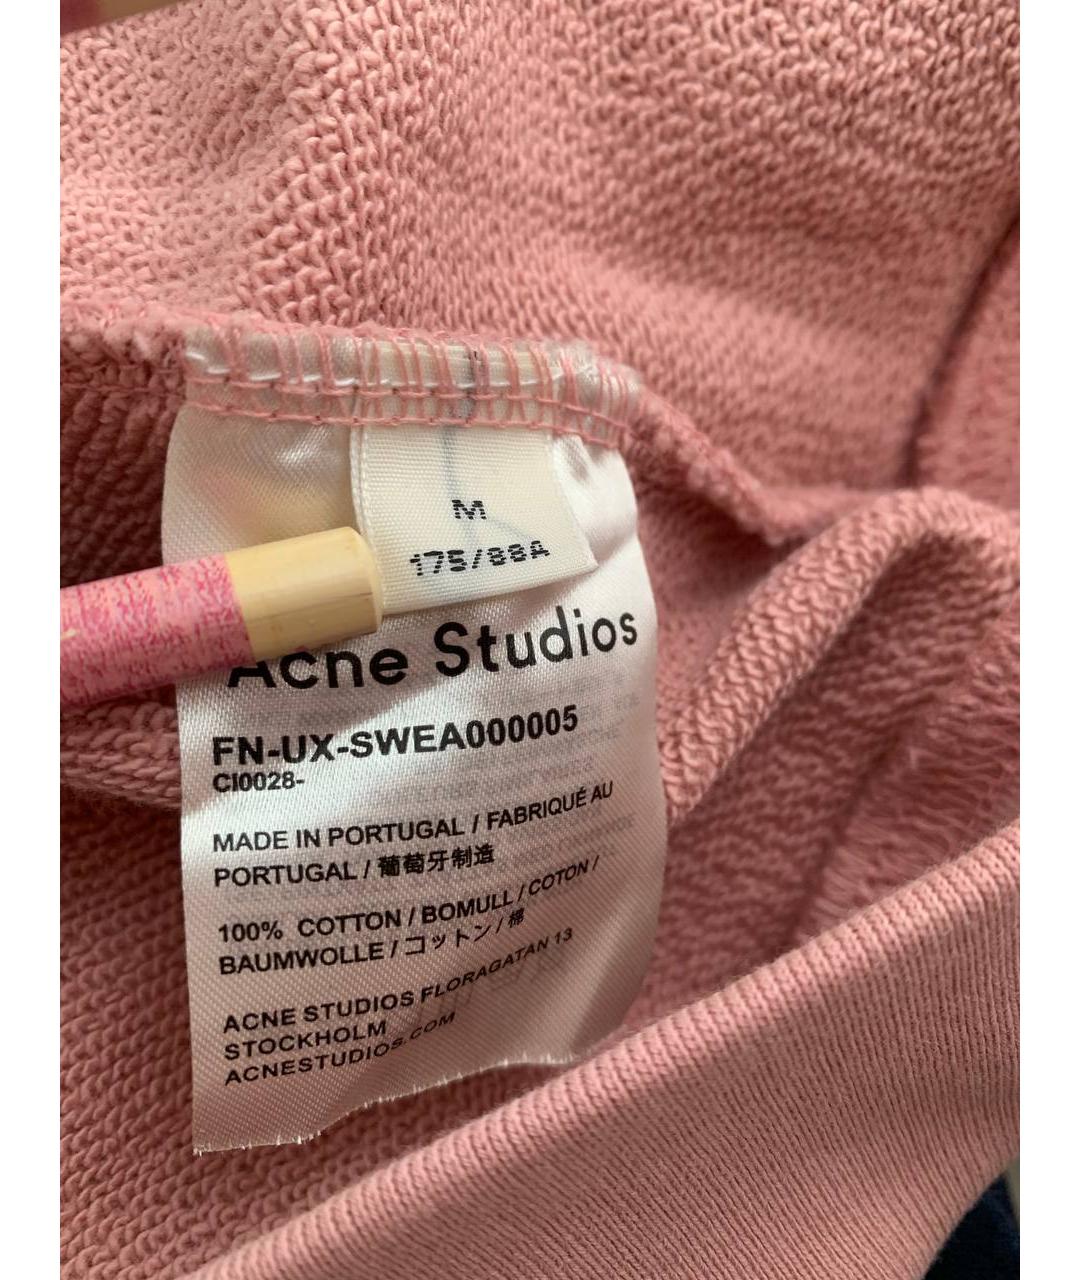 M
175/88A
Acne Studios
FN-UX-SWEA000005
CI0028-
MADE IN PORTUGAL / FABRIQUÉ AU
PORTUGAL / 葡萄牙制造
100% COTTON / BOMULL / COTON /
BAUMWOLLE / コットン / 棉
ACNE STUDIOS FLORAGATAN 13
STOCKHOLM
ACNESTUDIOS.COM